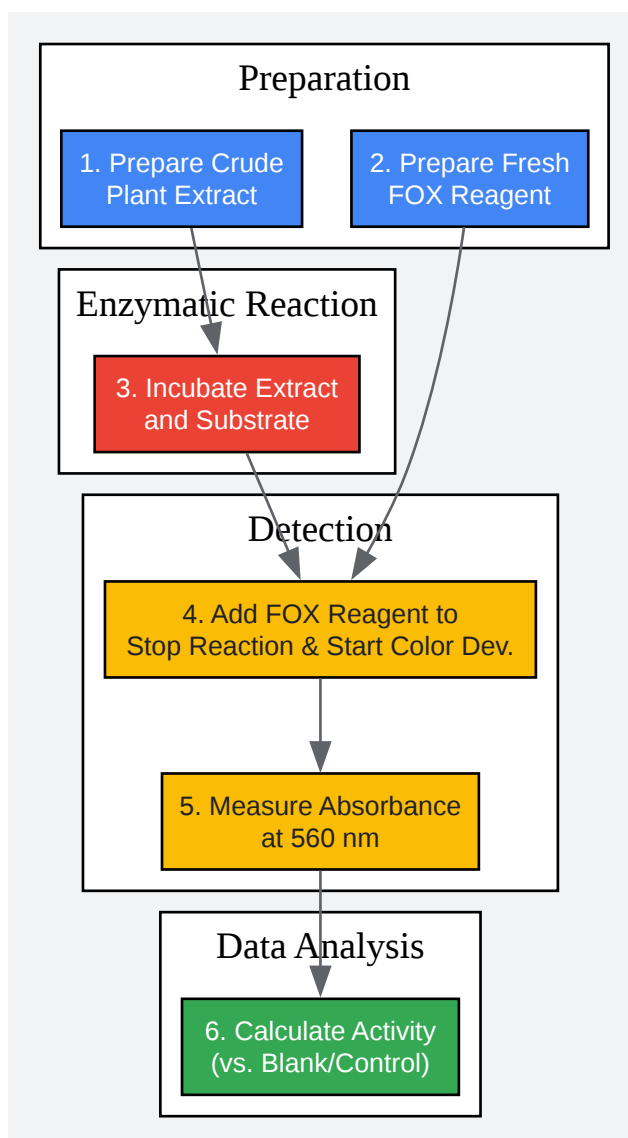 Preparation
1. Prepare Crude
Plant Extract
2. Prepare Fresh
FOX Reagent
Enzymatic Reaction
3. Incubate Extract
and Substrate
Detection
4. Add FOX Reagent to
Stop Reaction & Start Color Dev.
5. Measure Absorbance
at 560 nm
Data Analysis
6. Calculate Activity
(vs. Blank/Control)